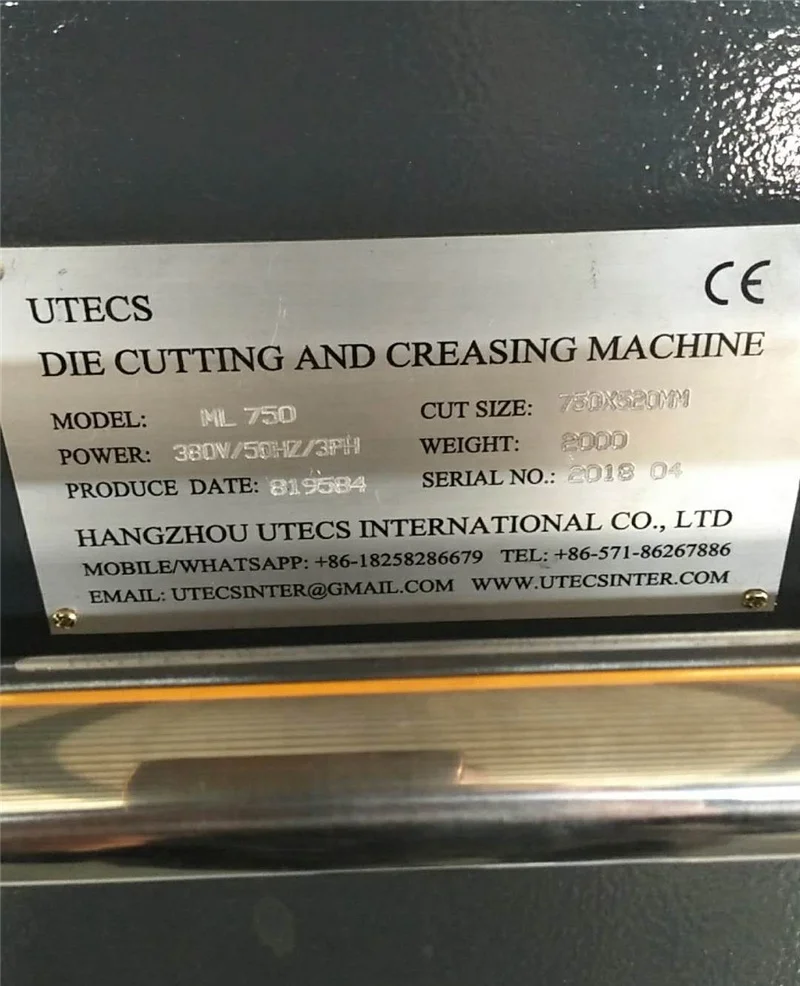 CE
UTECS
DIE CUTTING AND CREASING MACHINE
MODEL: ML 750 CUT SIZE: 750X520MM
POWER: 380V/50HZ/3PH WEIGHT: 2000
PRODUCE DATE: 819584 SERIAL NO.: 2018 04
HANGZHOU UTECS INTERNATIONAL CO., LTD
MOBILE/WHATSAPP: +86-18258286679 TEL: +86-571-86267886
EMAIL: UTECSINTER@GMAIL.COM WWW.UTECSINTER.COM